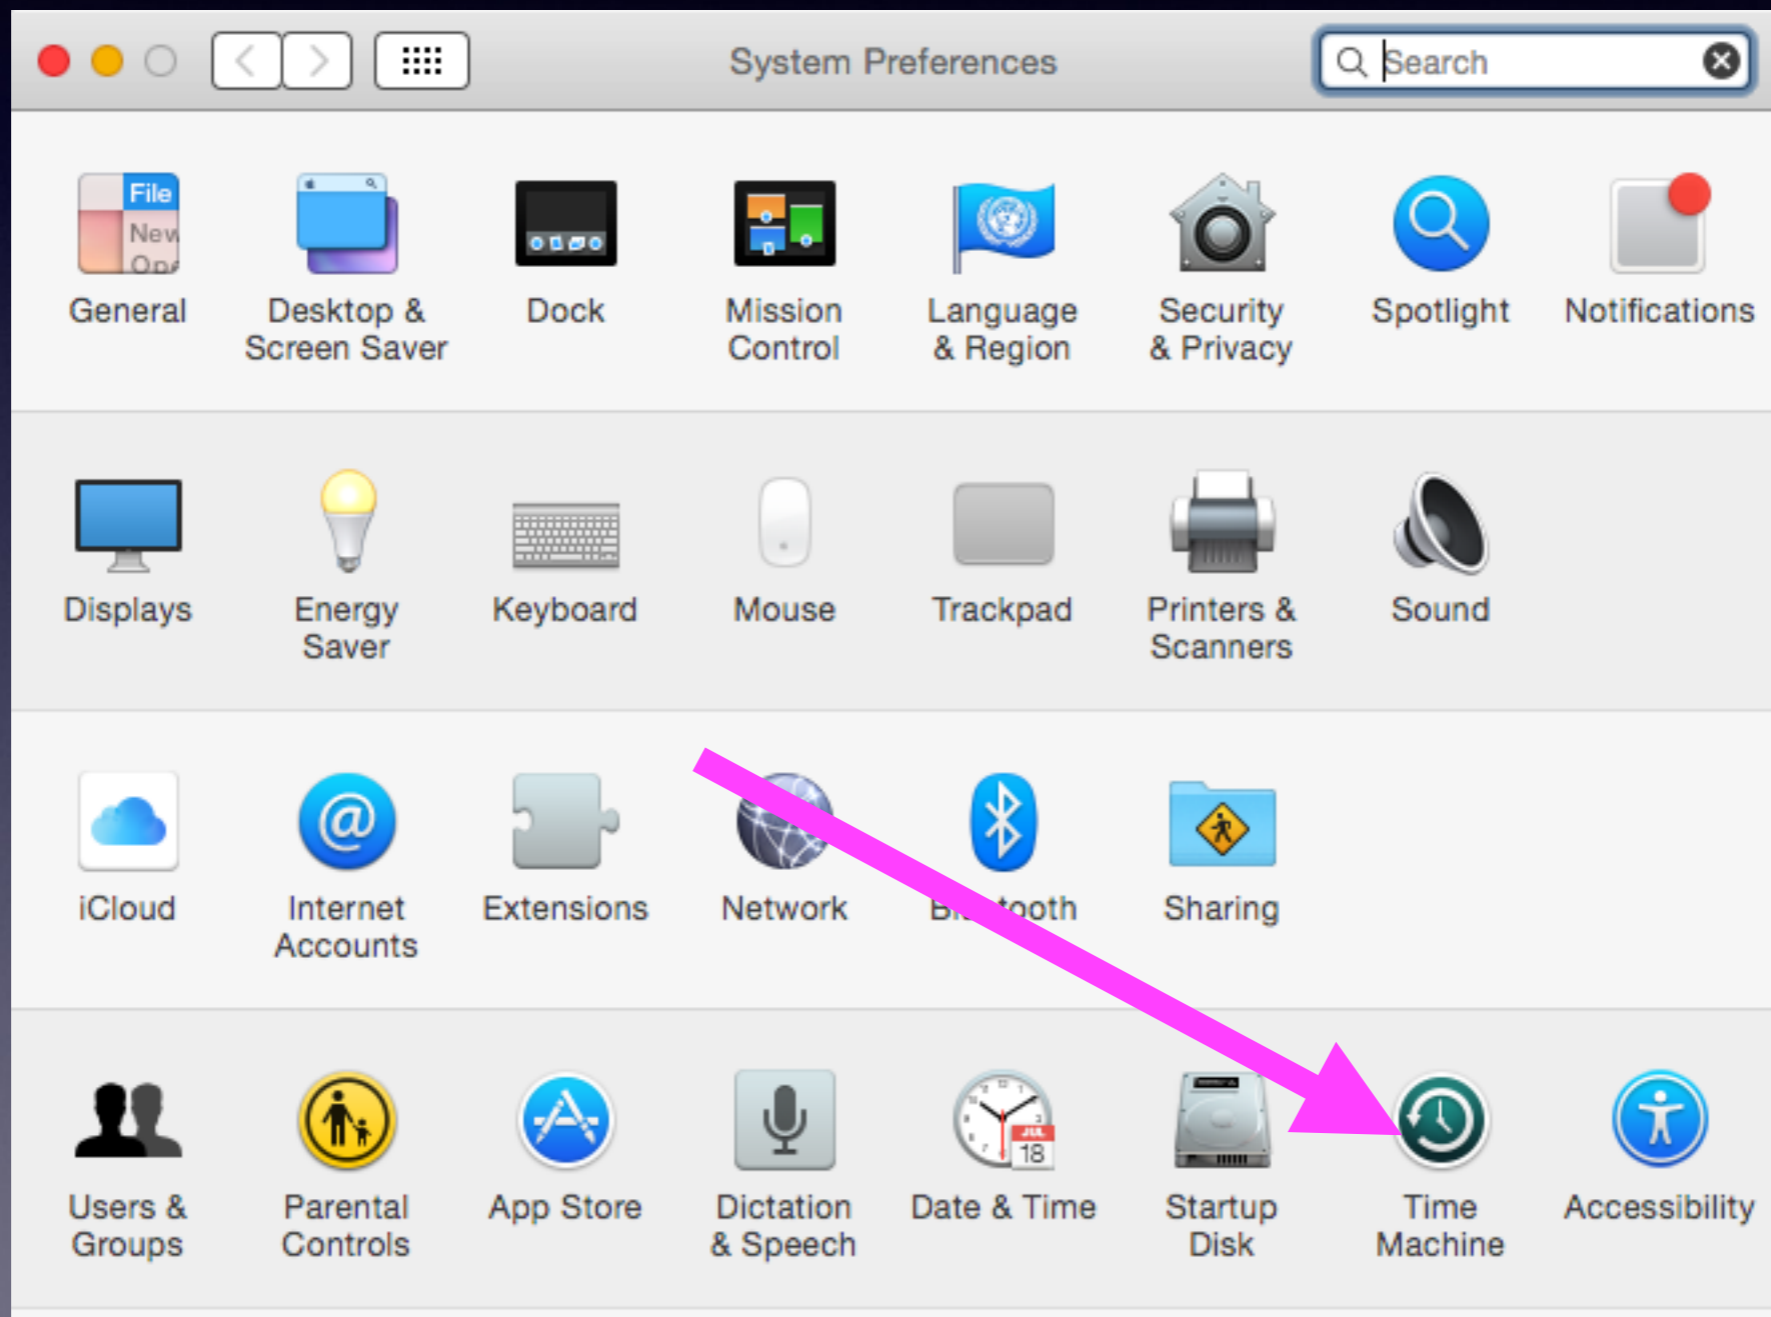 System Preferences
Search
File
New
General
Desktop &
Screen Saver
Dock
Mission
Control
Language
& Region
Security
& Privacy
Spotlight
Notifications
Displays
Energy
Saver
Keyboard
Mouse
Trackpad
Printers &
Scanners
Sound
iCloud
@
Internet
Accounts
Extensions
Network
Sharing
JUL
18
Users &
Groups
Parental
Controls
App Store
Dictation
& Speech
Date & Time
Startup
Disk
Time
Machine
Accessibility